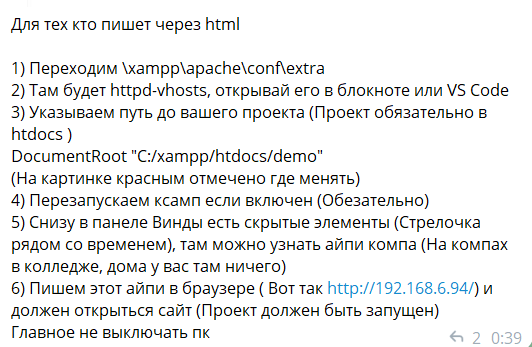 Для тех кто пишет через html
1) Переходим \xampp\apache\conf\extra
2) Там будет httpd-vhosts, открывай его в блокноте или VS Code
3) Указываем путь до вашего проекта (Проект обязательно в
htdocs )
DocumentRoot "C:/xampp/htdocs/demo"
(На картинке красным отмечено где менять)
4) Перезапускаем ксамп если включен (Обезательно)
5) Снизу в панеле Винды есть скрытые элементы (Стрелочка
рядом со временем), там можно узнать айпи компа (На компах
в колледже, дома у вас там ничего)
6) Пишем этот айпи в браузере ( Вот так http://192.168.6.94/) и
должен открыться сайт (Проект должен быть запущен)
Главное не выключать пк
2 0:39